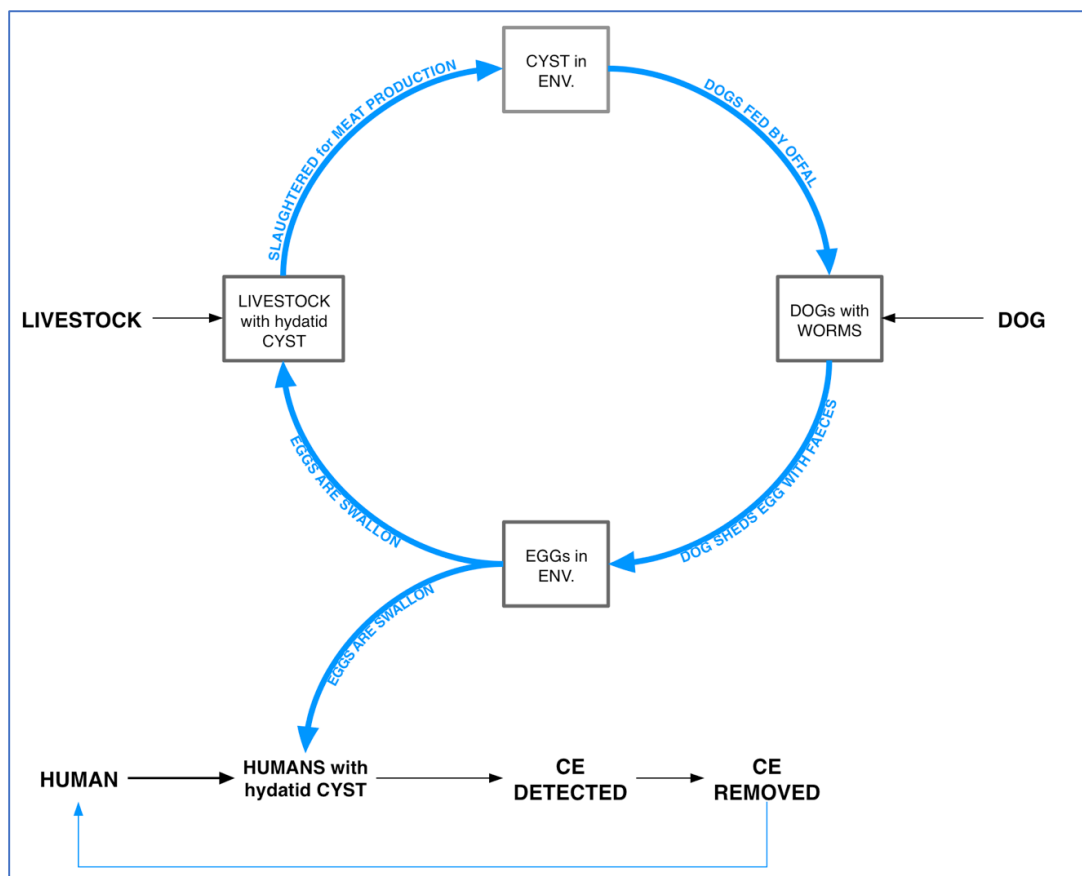 CYST in
ENV.
SLAUGHTERED for MEAT PRODUCTION
DOGS FED BY OFFAL
LIVESTOCK
LIVESTOCK
with hydatid
CYST
DOGs with
WORMS
DOG
EGGS ARE SWALLON
DOG SHEDS EGG WITH FAECES
EGGs in
ENV.
EGGS ARE SWALLON
HUMAN
HUMANS with
hydatid CYST
CE
DETECTED
CE
REMOVED